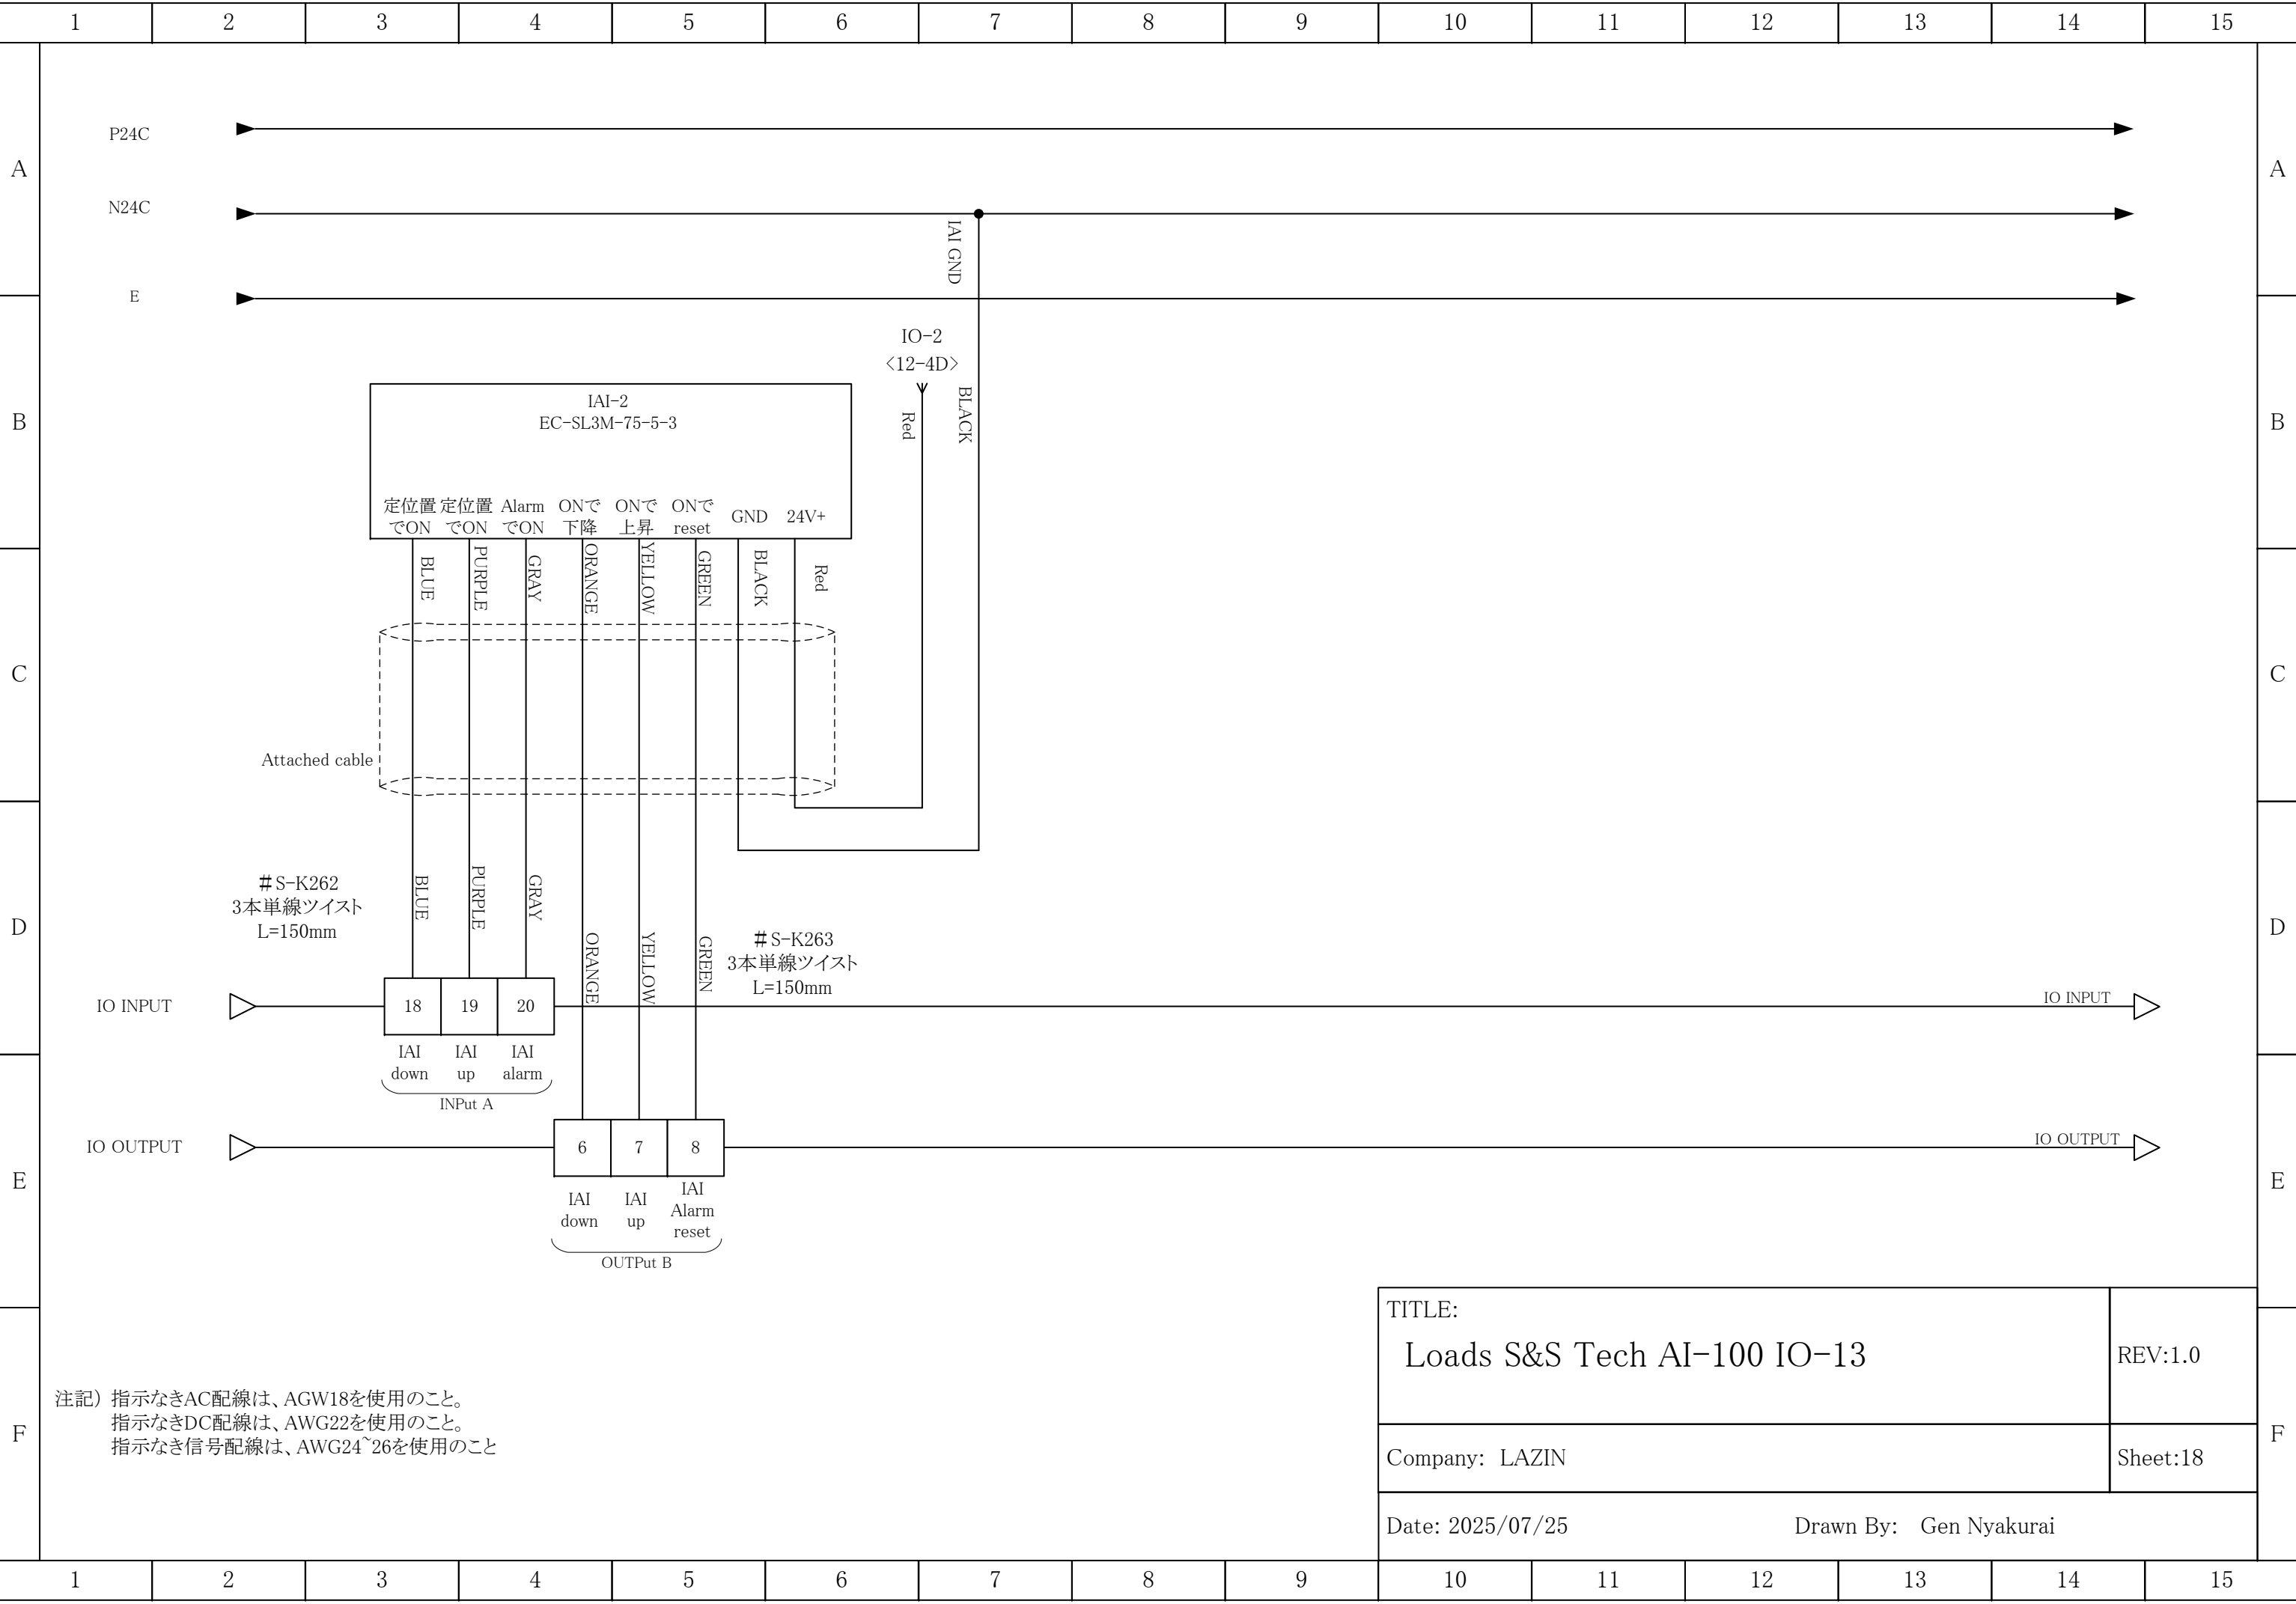 1 2 3 4 5 6 7 8 9 10 11 12 13 14 15
P24C
A A
N24C
IAI GND
E
IO-2
<12-4D>
IAI-2
EC-SL3M-75-5-3
Red
BLACK
B B
定位置 定位置 Alarm ONで ONで ONで
でON でON でON 下降 上昇 reset
GND 24V+
BLUE PURPLE GRAY ORANGE YELLOW GREEN BLACK Red
C C
Attached cable
#S-K262
3本単線ツイスト
L=150mm
BLUE PURPLE GRAY
ORANGE YELLOW GREEN
#S-K263
3本単線ツイスト
L=150mm
D D
IO INPUT 18 19 20 IO INPUT
IAI IAI IAI
down up alarm
INPut A
IO OUTPUT 6 7 8 IO OUTPUT
E E
IAI
down
IAI
up
IAI
Alarm
reset
OUTPut B
TITLE:
Loads S&S Tech AI-100 IO-13
REV:1.0
注記) 指示なきAC配線は、AGW18を使用のこと。
指示なきDC配線は、AWG22を使用のこと。
指示なき信号配線は、AWG24~26を使用のこと
F F
Company: LAZIN
Sheet:18
Date: 2025/07/25 Drawn By: Gen Nyakurai
1 2 3 4 5 6 7 8 9 10 11 12 13 14 15